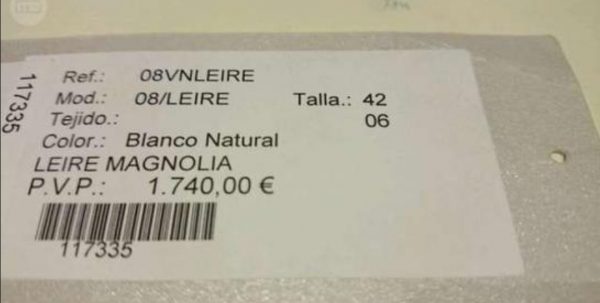 117335
Ref.: 08VNLEIRE
Mod.: 08/LEIRE Talla.: 42
Tejido.: 06
Color.: Blanco Natural
LEIRE MAGNOLIA
P.V.P.: 1.740,00 €
117335